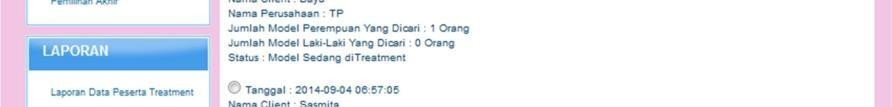 Pemilihan Akhir
LAPORAN
Laporan Data Peserta Treatment
Nama Client : Bayu
Nama Perusahaan : TP
Jumlah Model Perempuan Yang Dicari : 1 Orang
Jumlah Model Laki-Laki Yang Dicari : 0 Orang
Status : Model Sedang diTreatment
Tanggal : 2014-09-04 06:57:05
Nama Client : Sasmita